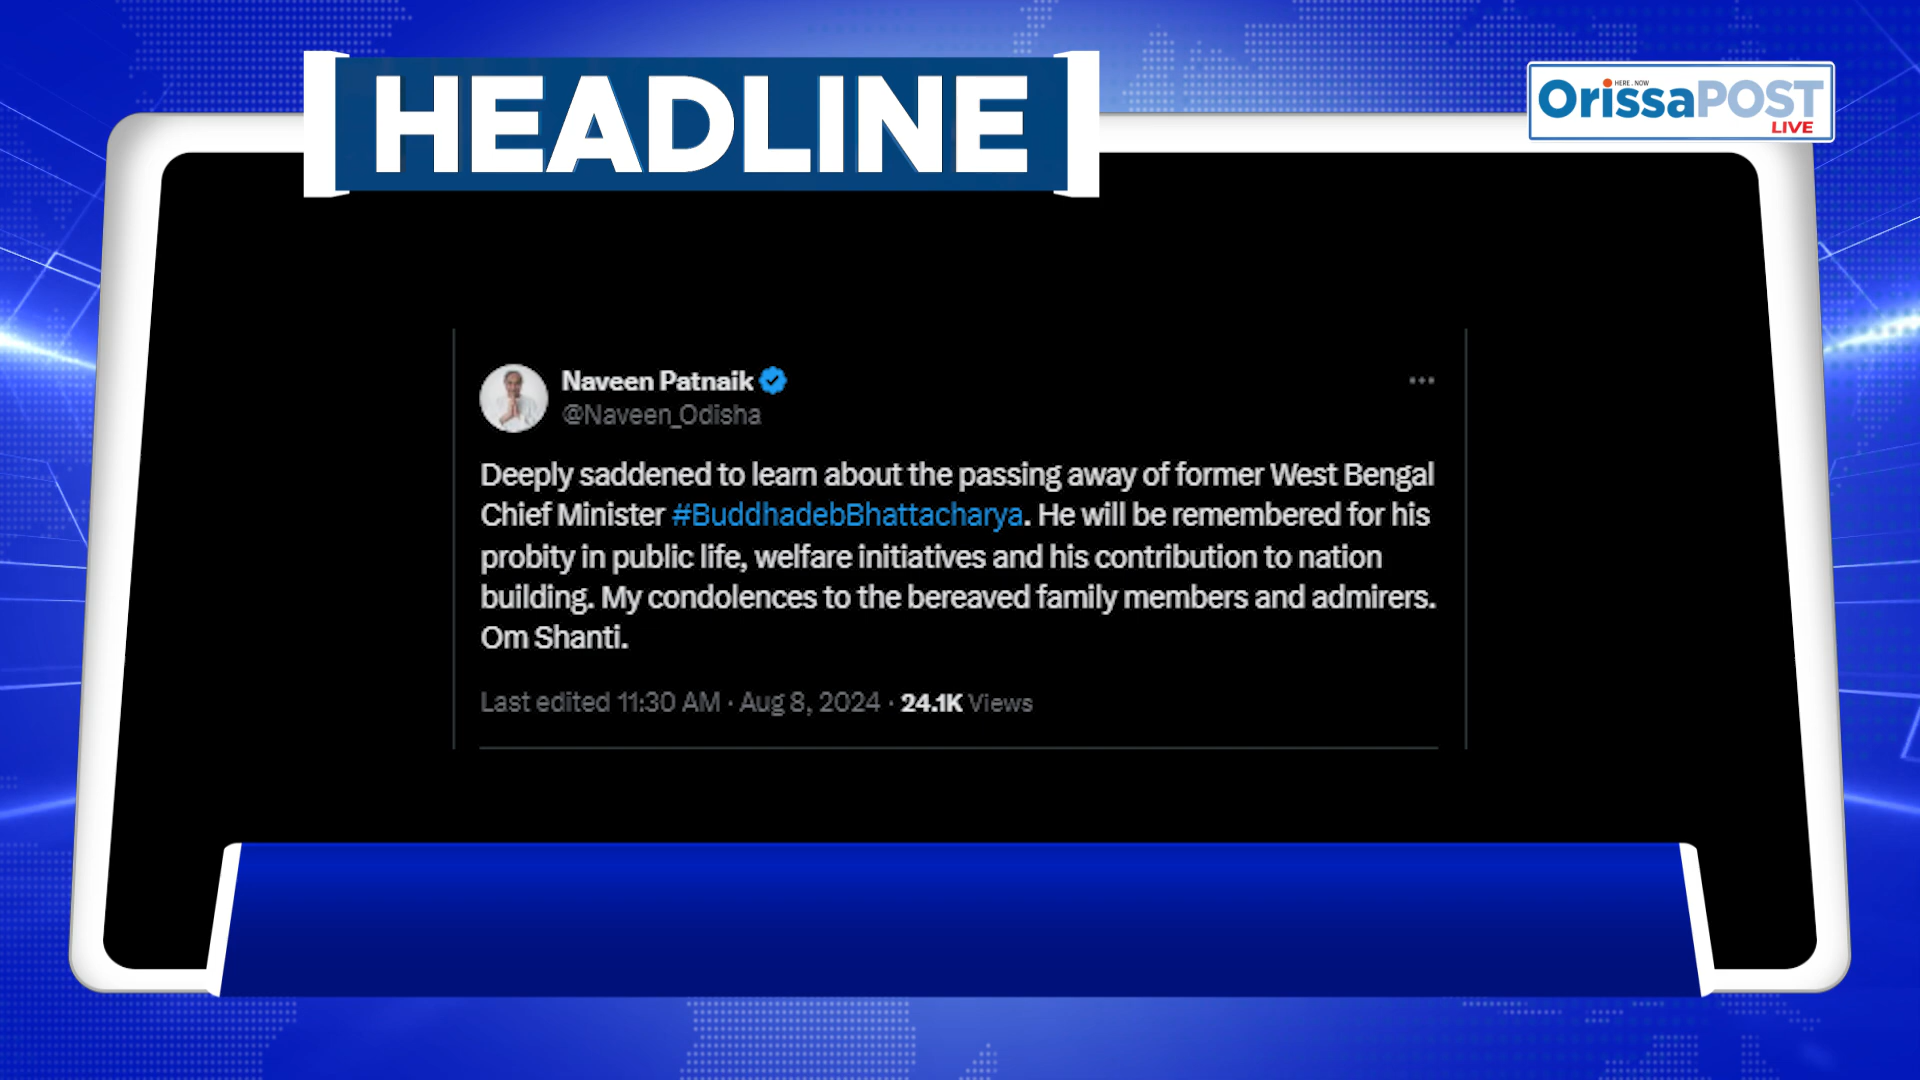 HEADLINE
HERE..NOW
OrissaPOST
LIVE
Naveen Patnaik
@Naveen_Odisha
Deeply saddened to learn about the passing away of former West Bengal
Chief Minister #BuddhadebBhattacharya. He will be remembered for his
probity in public life, welfare initiatives and his contribution to nation
building. My condolences to the bereaved family members and admirers.
Om Shanti.
Last edited 11:30 AM · Aug 8, 2024 · 24.1K Views